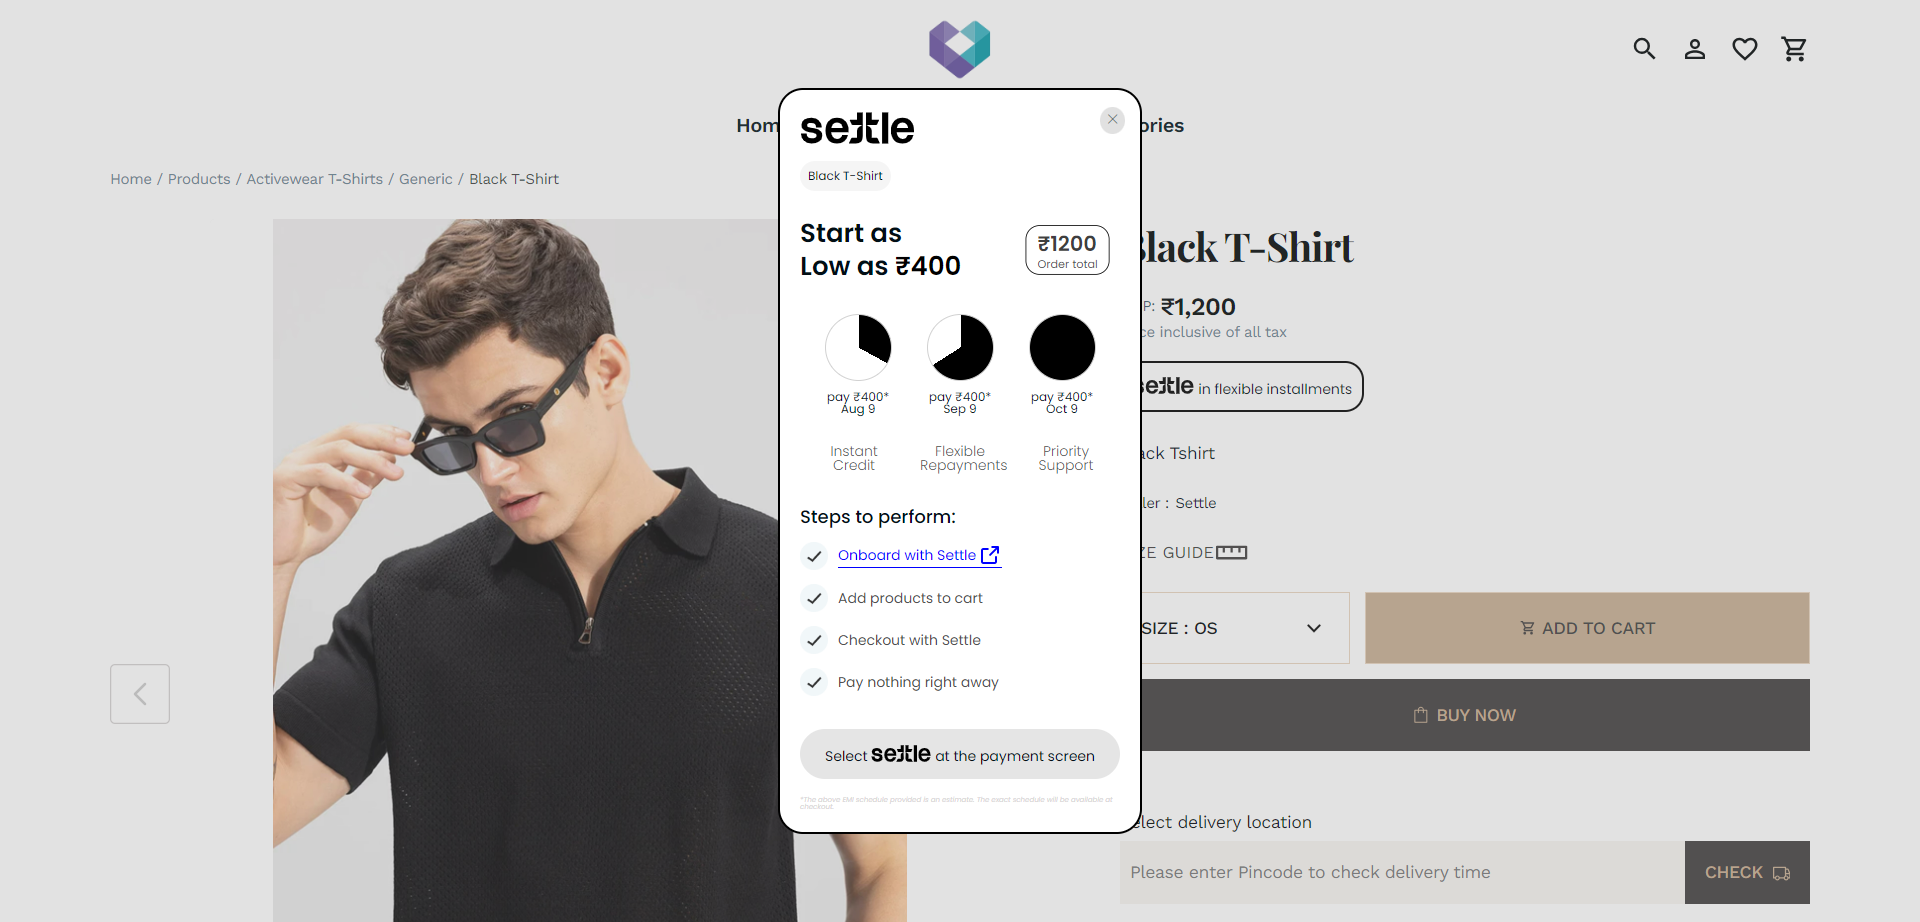 Hom
ories
Home / Products / Activewear T-Shirts / Generic / Black T-Shirt
settle
Black T-Shirt
Start as
Low as ₹400
₹1200
Order total
pay ₹400*
Aug 9
pay ₹400*
Sep 9
pay ₹400*
Oct 9
Instant
Credit
Flexible
Repayments
Priority
Support
Steps to perform:
Onboard with Settle
Add products to cart
Checkout with Settle
Pay nothing right away
Select settle at the payment screen
*The above EMI schedule provided is an estimate. The exact schedule will be available at
checkout.
Black T-Shirt
P: ₹1,200
ce inclusive of all tax
settle in flexible installments
ack Tshirt
ler : Settle
ZE GUIDE
SIZE : OS
ADD TO CART
BUY NOW
elect delivery location
Please enter Pincode to check delivery time
CHECK